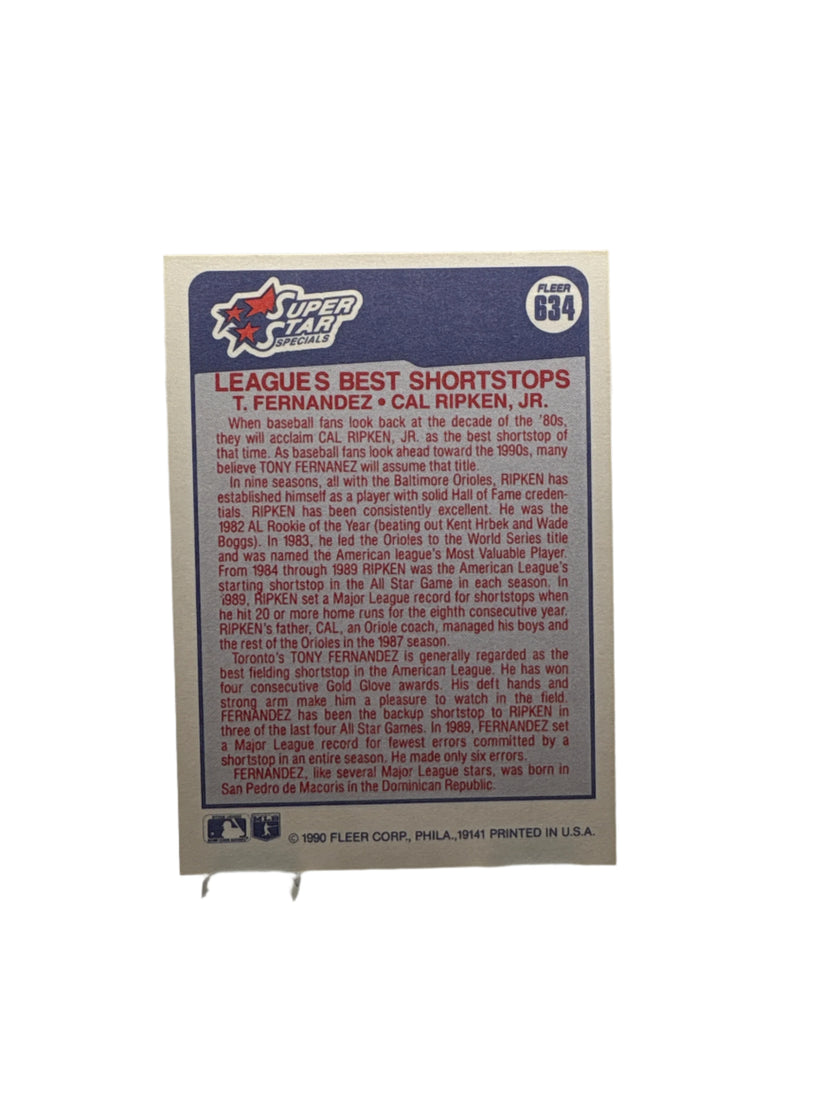 SUPER
STAR
SPECIALS
FLEER
634
LEAGUES BEST SHORTSTOPS
T. FERNANDEZ • CAL RIPKEN, JR.
When baseball fans look back at the decade of the '80s,
they will acclaim CAL RIPKEN, JR. as the best shortstop of
that time. As baseball fans look ahead toward the 1990s, many
believe TONY FERNANEZ will assume that title.
In nine seasons, all with the Baltimore Orioles, RIPKEN has
established himself as a player with solid Hall of Fame creden-
tials. RIPKEN has been consistently excellent. He was the
1982 AL Rookie of the Year (beating out Kent Hrbek and Wade
Boggs). In 1983, he led the Orioles to the World Series title
and was named the American league's Most Valuable Player.
From 1984 through 1989 RIPKEN was the American League's
starting shortstop in the All Star Game in each season. In
1989, RIPKEN set a Major League record for shortstops when
he hit 20 or more home runs for the eighth consecutive year.
RIPKEN's father, CAL, an Oriole coach, managed his boys and
the rest of the Orioles in the 1987 season.
Toronto's TONY FERNANDEZ is generally regarded as the
best fielding shortstop in the American League. He has won
four consecutive Gold Glove awards. His deft hands and
strong arm make him a pleasure to watch in the field.
FERNANDEZ has been the backup shortstop to RIPKEN in
three of the last four All Star Games. In 1989, FERNANDEZ set
a Major League record for fewest errors committed by a
shortstop in an entire season. He made only six errors.
FERNANDEZ, like several Major League stars, was born in
San Pedro de Macoris in the Dominican Republic.
MLB
© 1990 FLEER CORP., PHILA.,19141 PRINTED IN U.S.A.